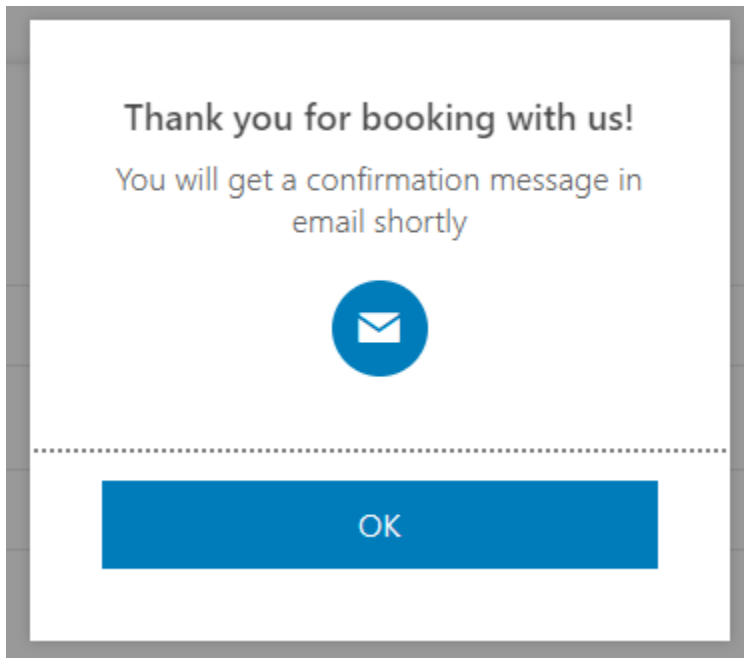 Thank you for booking with us!
You will get a confirmation message in
email shortly
OK